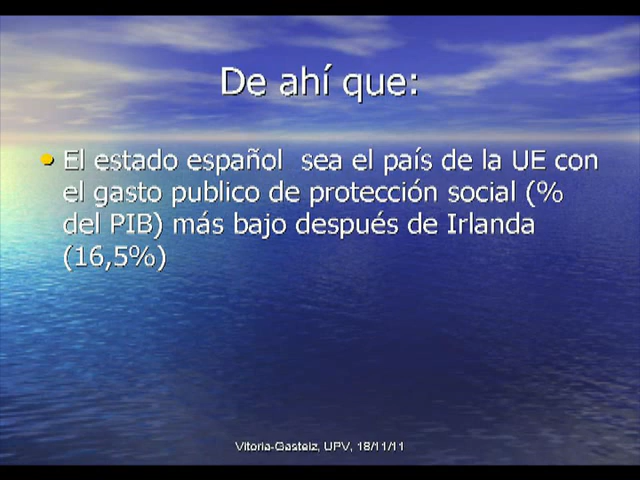 De ahí que:
El estado español sea el país de la UE con
el gasto publico de protección social (%
del PIB) más bajo después de Irlanda
(16,5%)
Vitoria-Gasteiz, UPV, 18/11/11